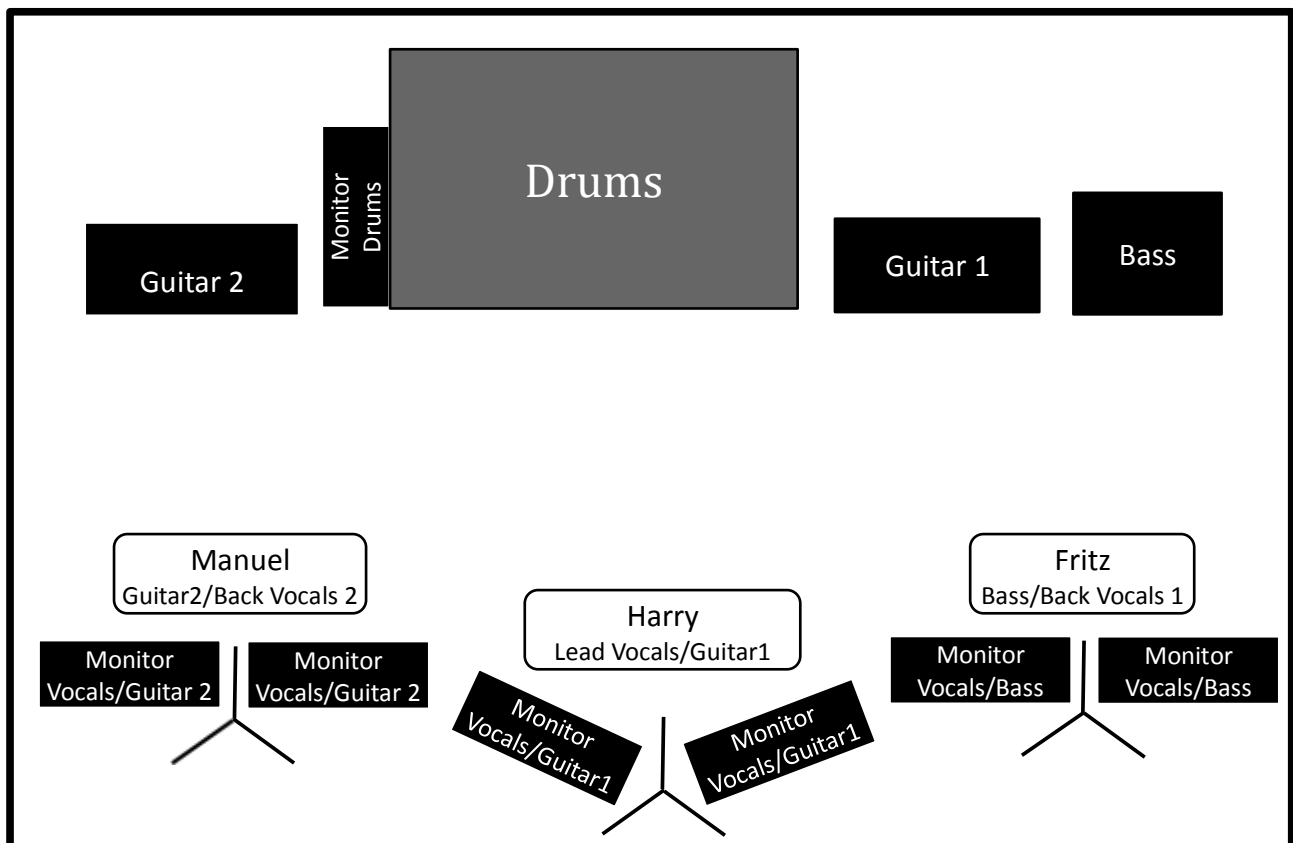 Drums
Monitor
Drums
Guitar 2
Guitar 1
Bass
Manuel
Guitar2/Back Vocals 2
Harry
Lead Vocals/Guitar1
Fritz
Bass/Back Vocals 1
Monitor
Vocals/Guitar 2
Monitor
Vocals/Guitar 2
Monitor
Vocals/Guitar1
Monitor
Vocals/Guitar1
Monitor
Vocals/Bass
Monitor
Vocals/Bass